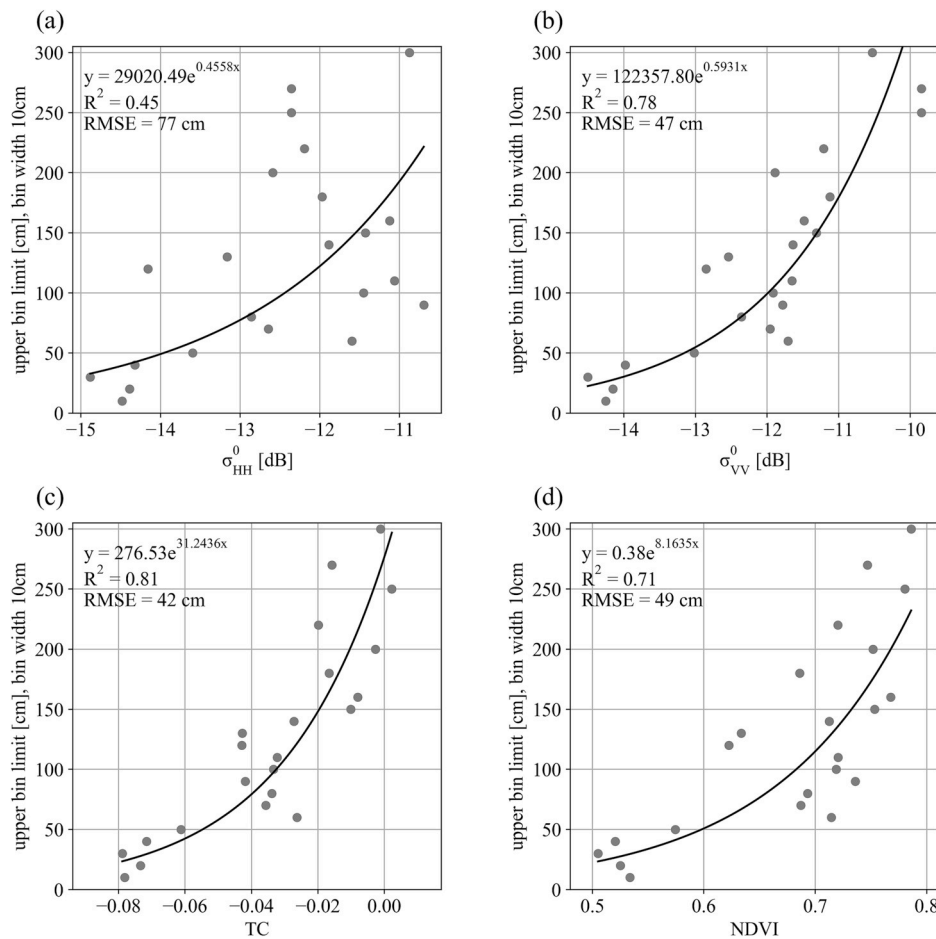 (a)
(b)
upper bin limit [cm], bin width 10cm
300
250
200
150
100
50
0
y = 29020.49e^0.4558x
R^2 = 0.45
RMSE = 77 cm
−15
−14
−13
−12
−11
σ^0_HH [dB]
upper bin limit [cm], bin width 10cm
300
250
200
150
100
50
0
y = 122357.80e^0.5931x
R^2 = 0.78
RMSE = 47 cm
−14
−13
−12
−11
−10
σ^0_VV [dB]
(c)
(d)
upper bin limit [cm], bin width 10cm
300
250
200
150
100
50
0
y = 276.53e^31.2436x
R^2 = 0.81
RMSE = 42 cm
−0.08
−0.06
−0.04
−0.02
0.00
TC
upper bin limit [cm], bin width 10cm
300
250
200
150
100
50
0
y = 0.38e^8.1635x
R^2 = 0.71
RMSE = 49 cm
0.5
0.6
0.7
0.8
NDVI